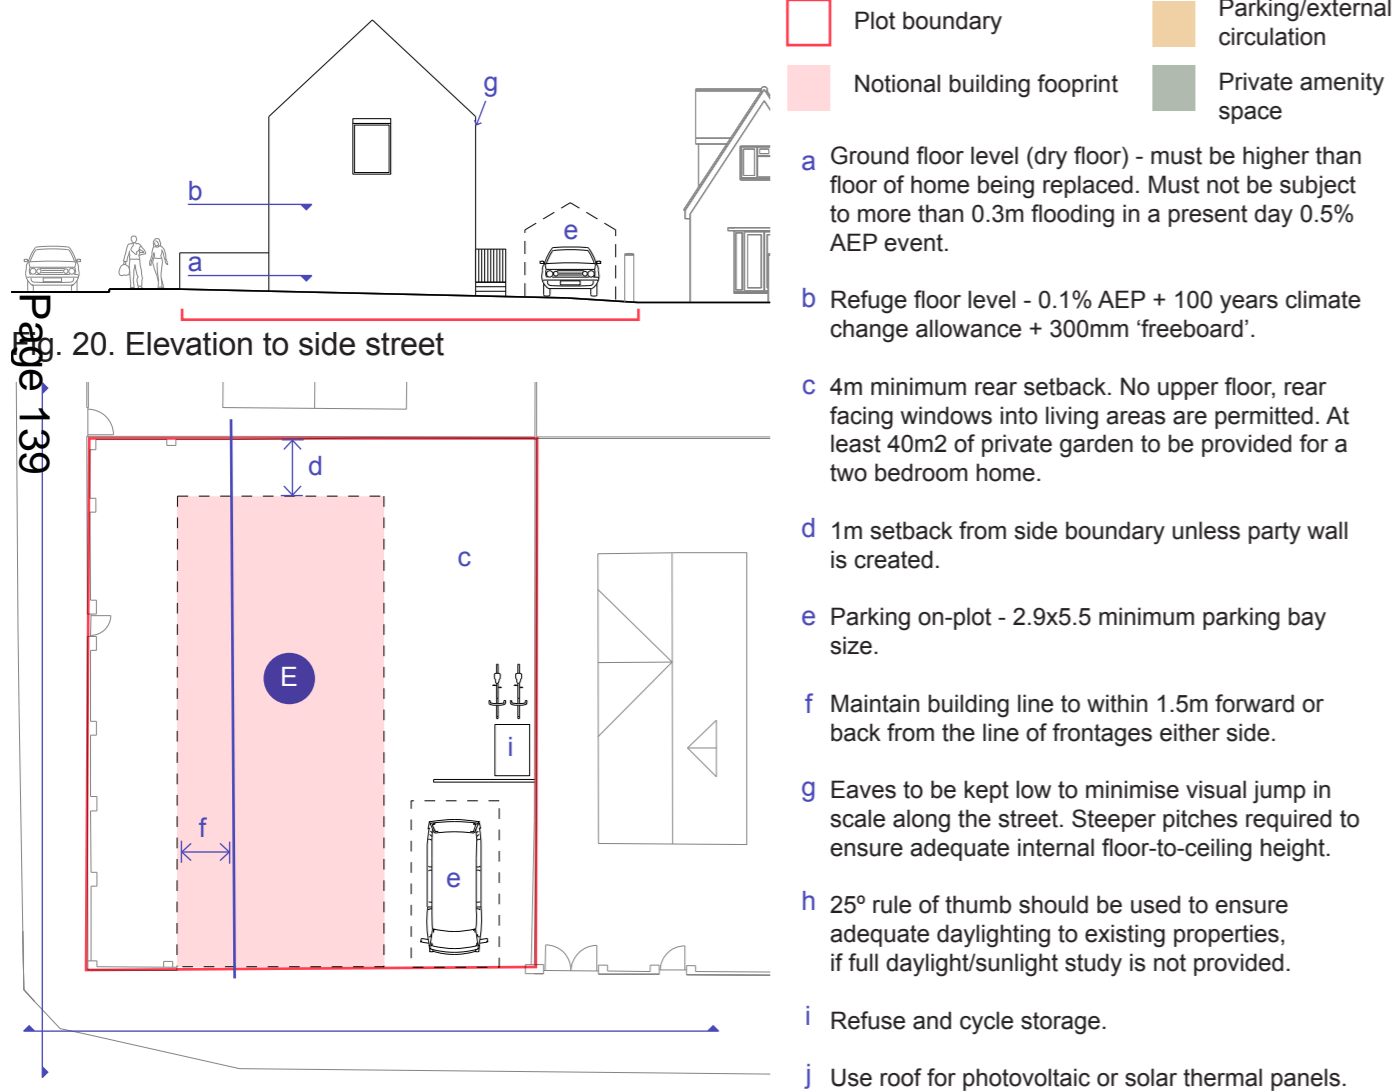 Plot boundary
Parking/external
circulation
Notional building fooprint
Private amenity
space
g
b
e
a
Fig. 20. Elevation to side street
Page 139
d
c
E
i
f
e
a Ground floor level (dry floor) - must be higher than
floor of home being replaced. Must not be subject
to more than 0.3m flooding in a present day 0.5%
AEP event.
b Refuge floor level - 0.1% AEP + 100 years climate
change allowance + 300mm ‘freeboard’.
c 4m minimum rear setback. No upper floor, rear
facing windows into living areas are permitted. At
least 40m2 of private garden to be provided for a
two bedroom home.
d 1m setback from side boundary unless party wall
is created.
e Parking on-plot - 2.9x5.5 minimum parking bay
size.
f Maintain building line to within 1.5m forward or
back from the line of frontages either side.
g Eaves to be kept low to minimise visual jump in
scale along the street. Steeper pitches required to
ensure adequate internal floor-to-ceiling height.
h 25º rule of thumb should be used to ensure
adequate daylighting to existing properties,
if full daylight/sunlight study is not provided.
i Refuse and cycle storage.
j Use roof for photovoltaic or solar thermal panels.